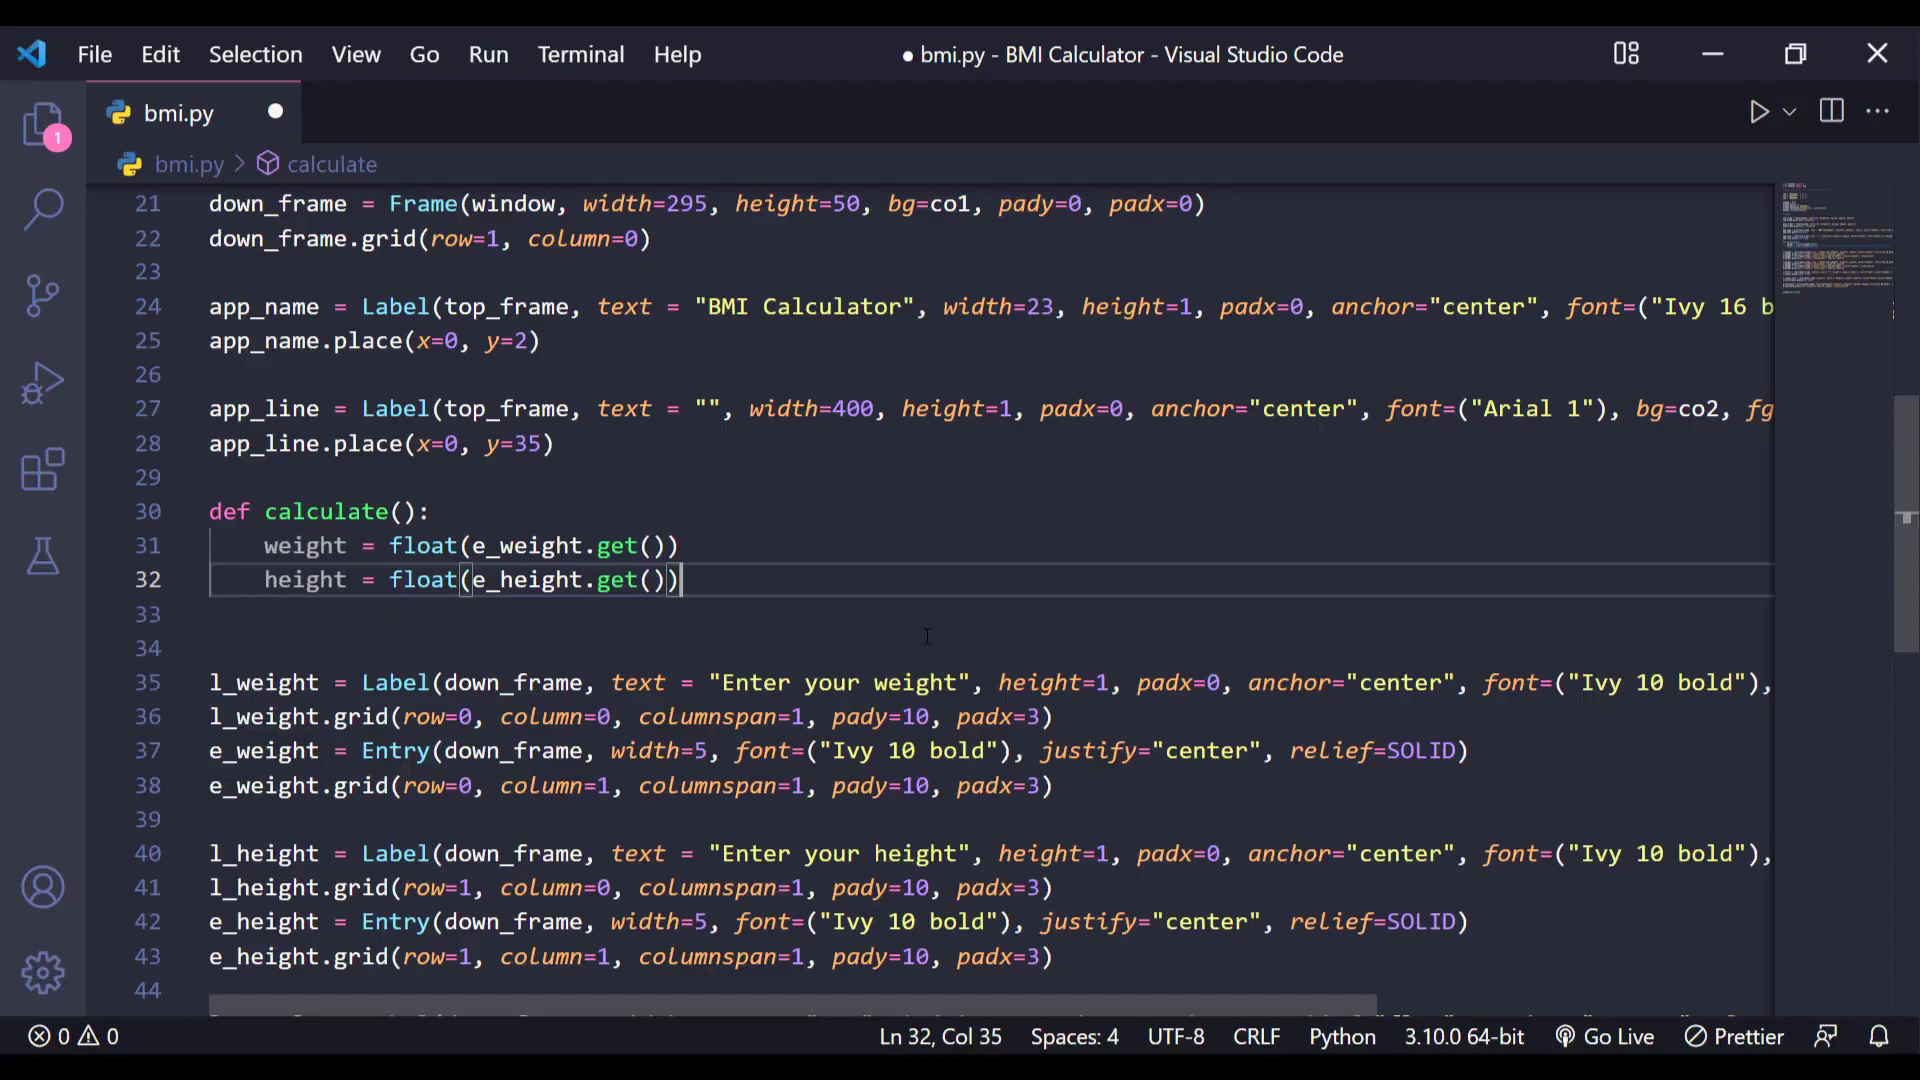 File Edit Selection View Go Run Terminal Help ● bmi.py - BMI Calculator - Visual Studio Code
bmi.py
1
bmi.py > calculate
21 down_frame = Frame(window, width=295, height=50, bg=co1, pady=0, padx=0)
22 down_frame.grid(row=1, column=0)
23
24 app_name = Label(top_frame, text = "BMI Calculator", width=23, height=1, padx=0, anchor="center", font=("Ivy 16 b
25 app_name.place(x=0, y=2)
26
27 app_line = Label(top_frame, text = "", width=400, height=1, padx=0, anchor="center", font=("Arial 1"), bg=co2, fg
28 app_line.place(x=0, y=35)
29
30 def calculate():
31     weight = float(e_weight.get())
32     height = float(e_height.get())
33
34
35 l_weight = Label(down_frame, text = "Enter your weight", height=1, padx=0, anchor="center", font=("Ivy 10 bold"),
36 l_weight.grid(row=0, column=0, columnspan=1, pady=10, padx=3)
37 e_weight = Entry(down_frame, width=5, font=("Ivy 10 bold"), justify="center", relief=SOLID)
38 e_weight.grid(row=0, column=1, columnspan=1, pady=10, padx=3)
39
40 l_height = Label(down_frame, text = "Enter your height", height=1, padx=0, anchor="center", font=("Ivy 10 bold"),
41 l_height.grid(row=1, column=0, columnspan=1, pady=10, padx=3)
42 e_height = Entry(down_frame, width=5, font=("Ivy 10 bold"), justify="center", relief=SOLID)
43 e_height.grid(row=1, column=1, columnspan=1, pady=10, padx=3)
44
0 0 Ln 32, Col 35 Spaces: 4 UTF-8 CRLF Python 3.10.0 64-bit Go Live Prettier